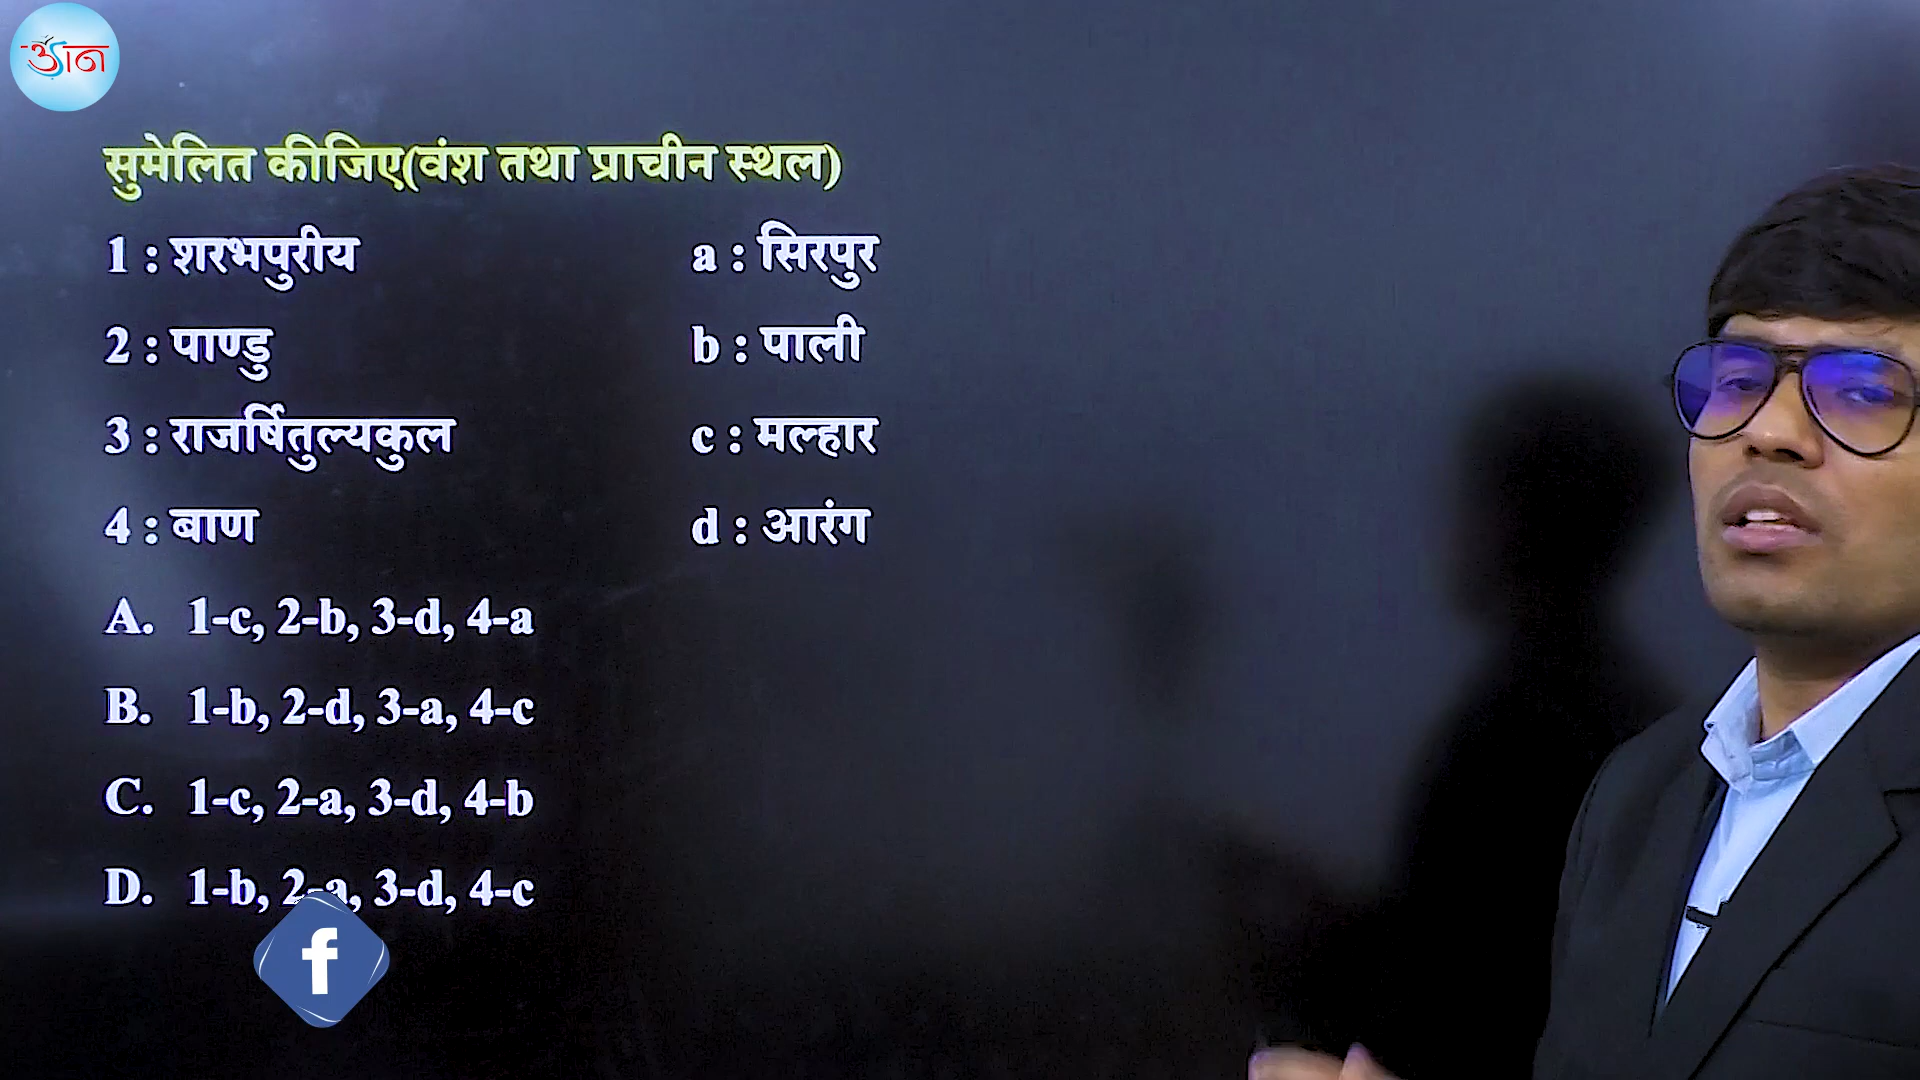 उड़ान
सुमेलित कीजिए(वंश तथा प्राचीन स्थल)
1 : शरभपुरीय a : सिरपुर
2 : पाण्डु b : पाली
3 : राजर्षितुल्यकुल c : मल्हार
4 : बाण d : आरंग
A. 1-c, 2-b, 3-d, 4-a
B. 1-b, 2-d, 3-a, 4-c
C. 1-c, 2-a, 3-d, 4-b
D. 1-b, 2-a, 3-d, 4-c
f